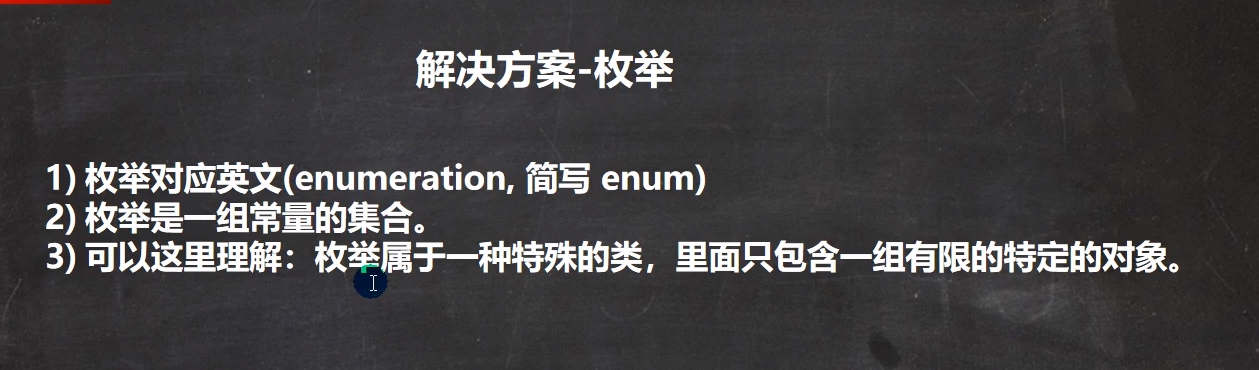 解决方案-枚举
1) 枚举对应英文(enumeration, 简写 enum)
2) 枚举是一组常量的集合。
3) 可以这里理解：枚举属于一种特殊的类，里面只包含一组有限的特定的对象。